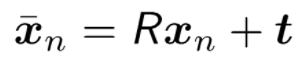 x̄ₙ = Rxₙ + t